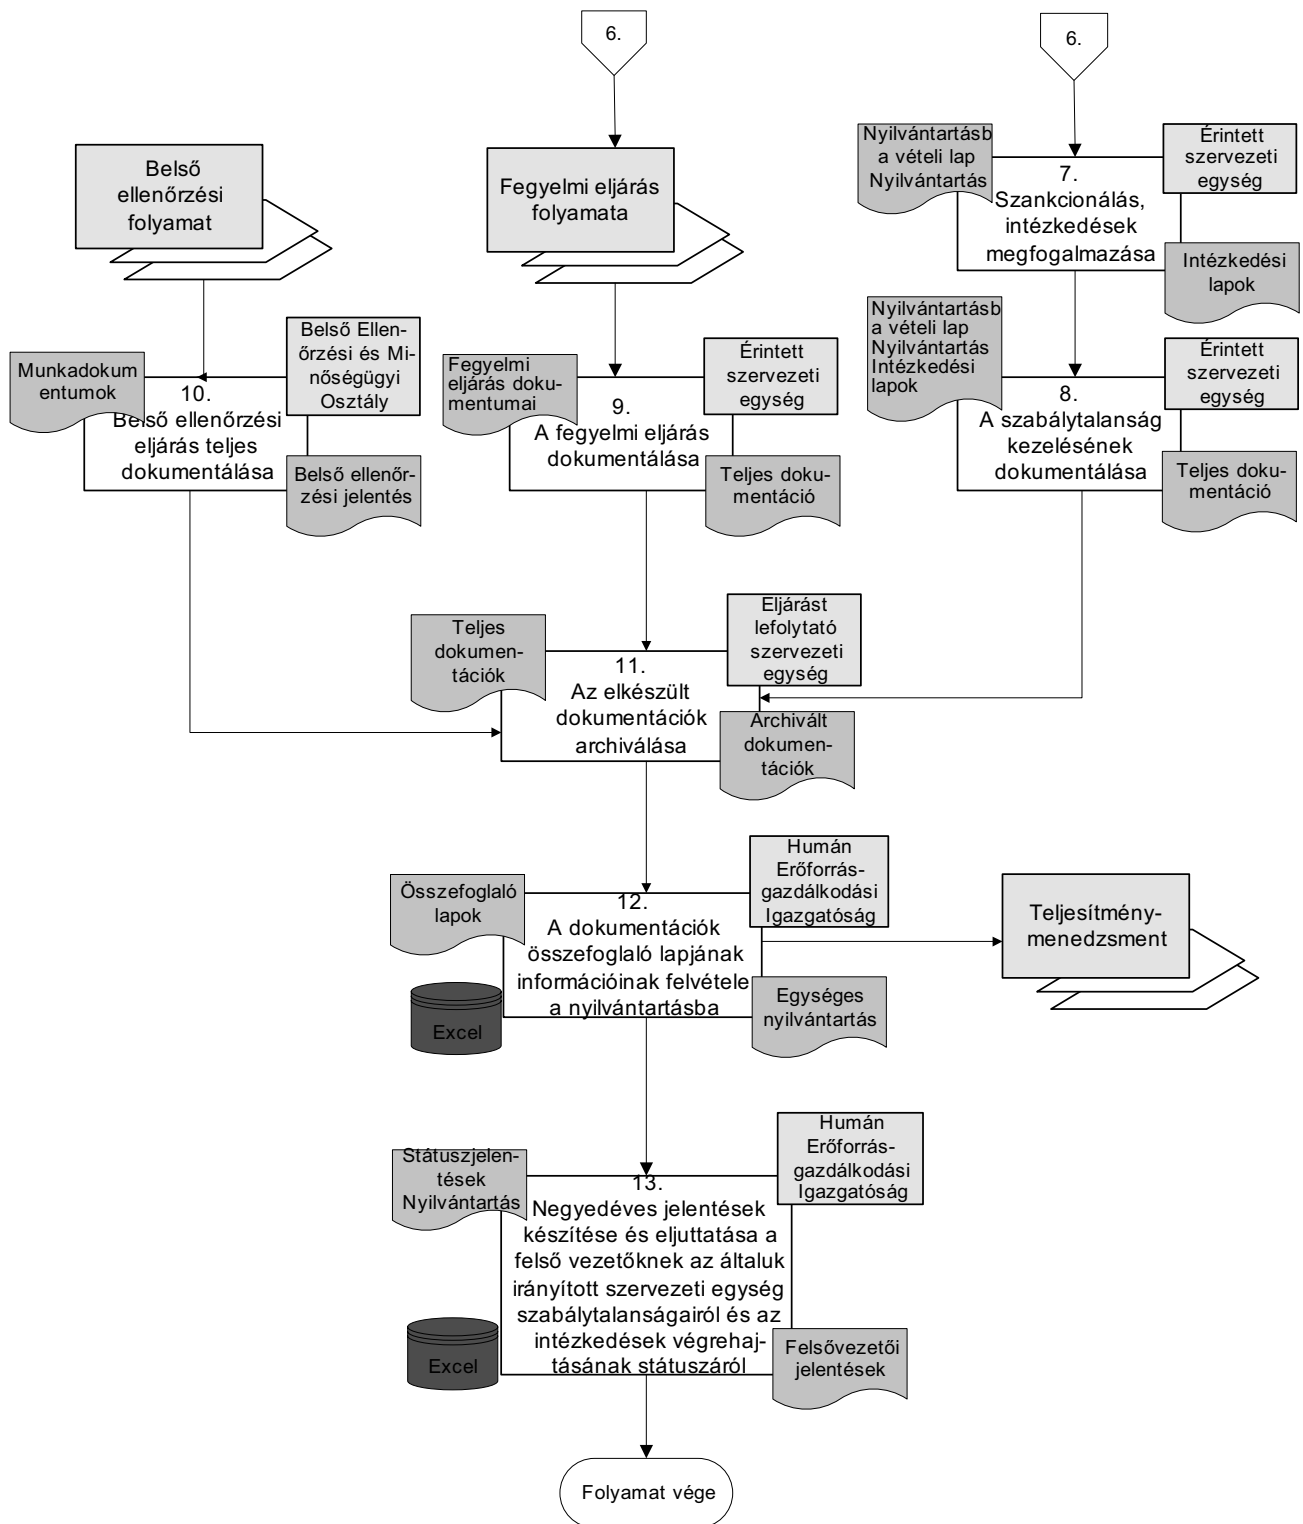 6.
6.
Belső
ellenőrzési
folyamat
Fegyelmi eljárás
folyamata
Nyilvántartásb
a vételi lap
Nyilvántartás
Érintett
szervezeti
egység
7.
Szankcionálás,
intézkedések
megfogalmazása
Intézkedési
lapok
Munkadokum
entumok
Belső Ellen-
őrzési és Mi-
nőségügyi
Osztály
10.
Belső ellenőrzési
eljárás teljes
dokumentálása
Belső ellenőr-
zési jelentés
Fegyelmi
eljárás doku-
mentumai
Érintett
szervezeti
egység
9.
A fegyelmi eljárás
dokumentálása
Teljes doku-
mentáció
Nyilvántartásb
a vételi lap
Nyilvántartás
Intézkedési
lapok
Érintett
szervezeti
egység
8.
A szabálytalanság
kezelésének
dokumentálása
Teljes doku-
mentáció
Teljes
dokumen-
tációk
Eljárást
lefolytató
szervezeti
egység
11.
Az elkészült
dokumentációk
archiválása
Archivált
dokumen-
tációk
Összefoglaló
lapok
Humán
Erőforrás-
gazdálkodási
Igazgatóság
12.
A dokumentációk
összefoglaló lapjának
információinak felvétele
a nyilvántartásba
Excel
Egységes
nyilvántartás
Teljesítmény-
menedzsment
Státuszjelen-
tések
Nyilvántartás
Humán
Erőforrás-
gazdálkodási
Igazgatóság
13.
Negyedéves jelentések
készítése és eljuttatása a
felső vezetőknek az általuk
irányított szervezeti egység
szabálytalanságairól és az
intézkedések végrehaj-
tásának státuszáról
Excel
Felsővezetői
jelentések
Folyamat vége